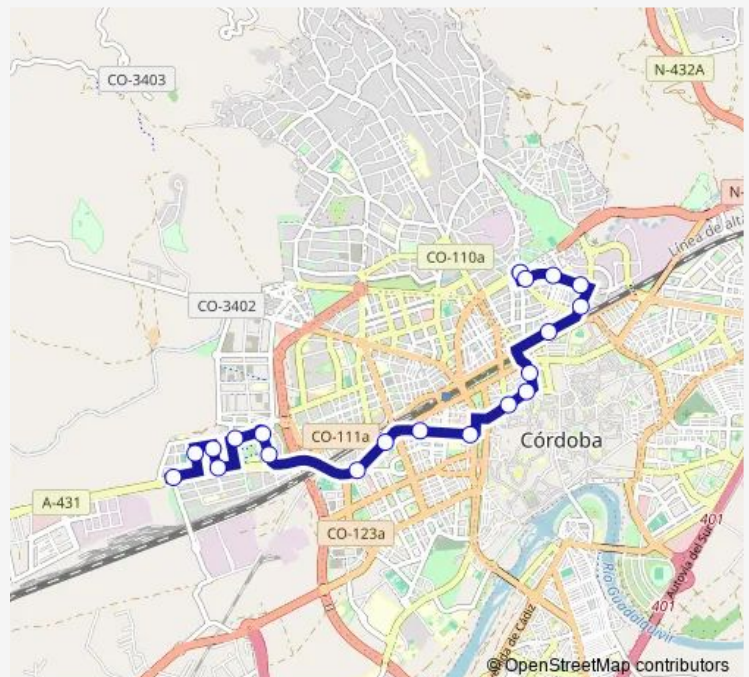 CO-3403
N-432A
N-
Línea de alta
CO-110a
CO-3402
CO-111a
Córdoba
A-431
CO-123a
401
Autovía del Sur
401
Río Guadalquivir
nida de Cádiz
© OpenStreetMap contributors